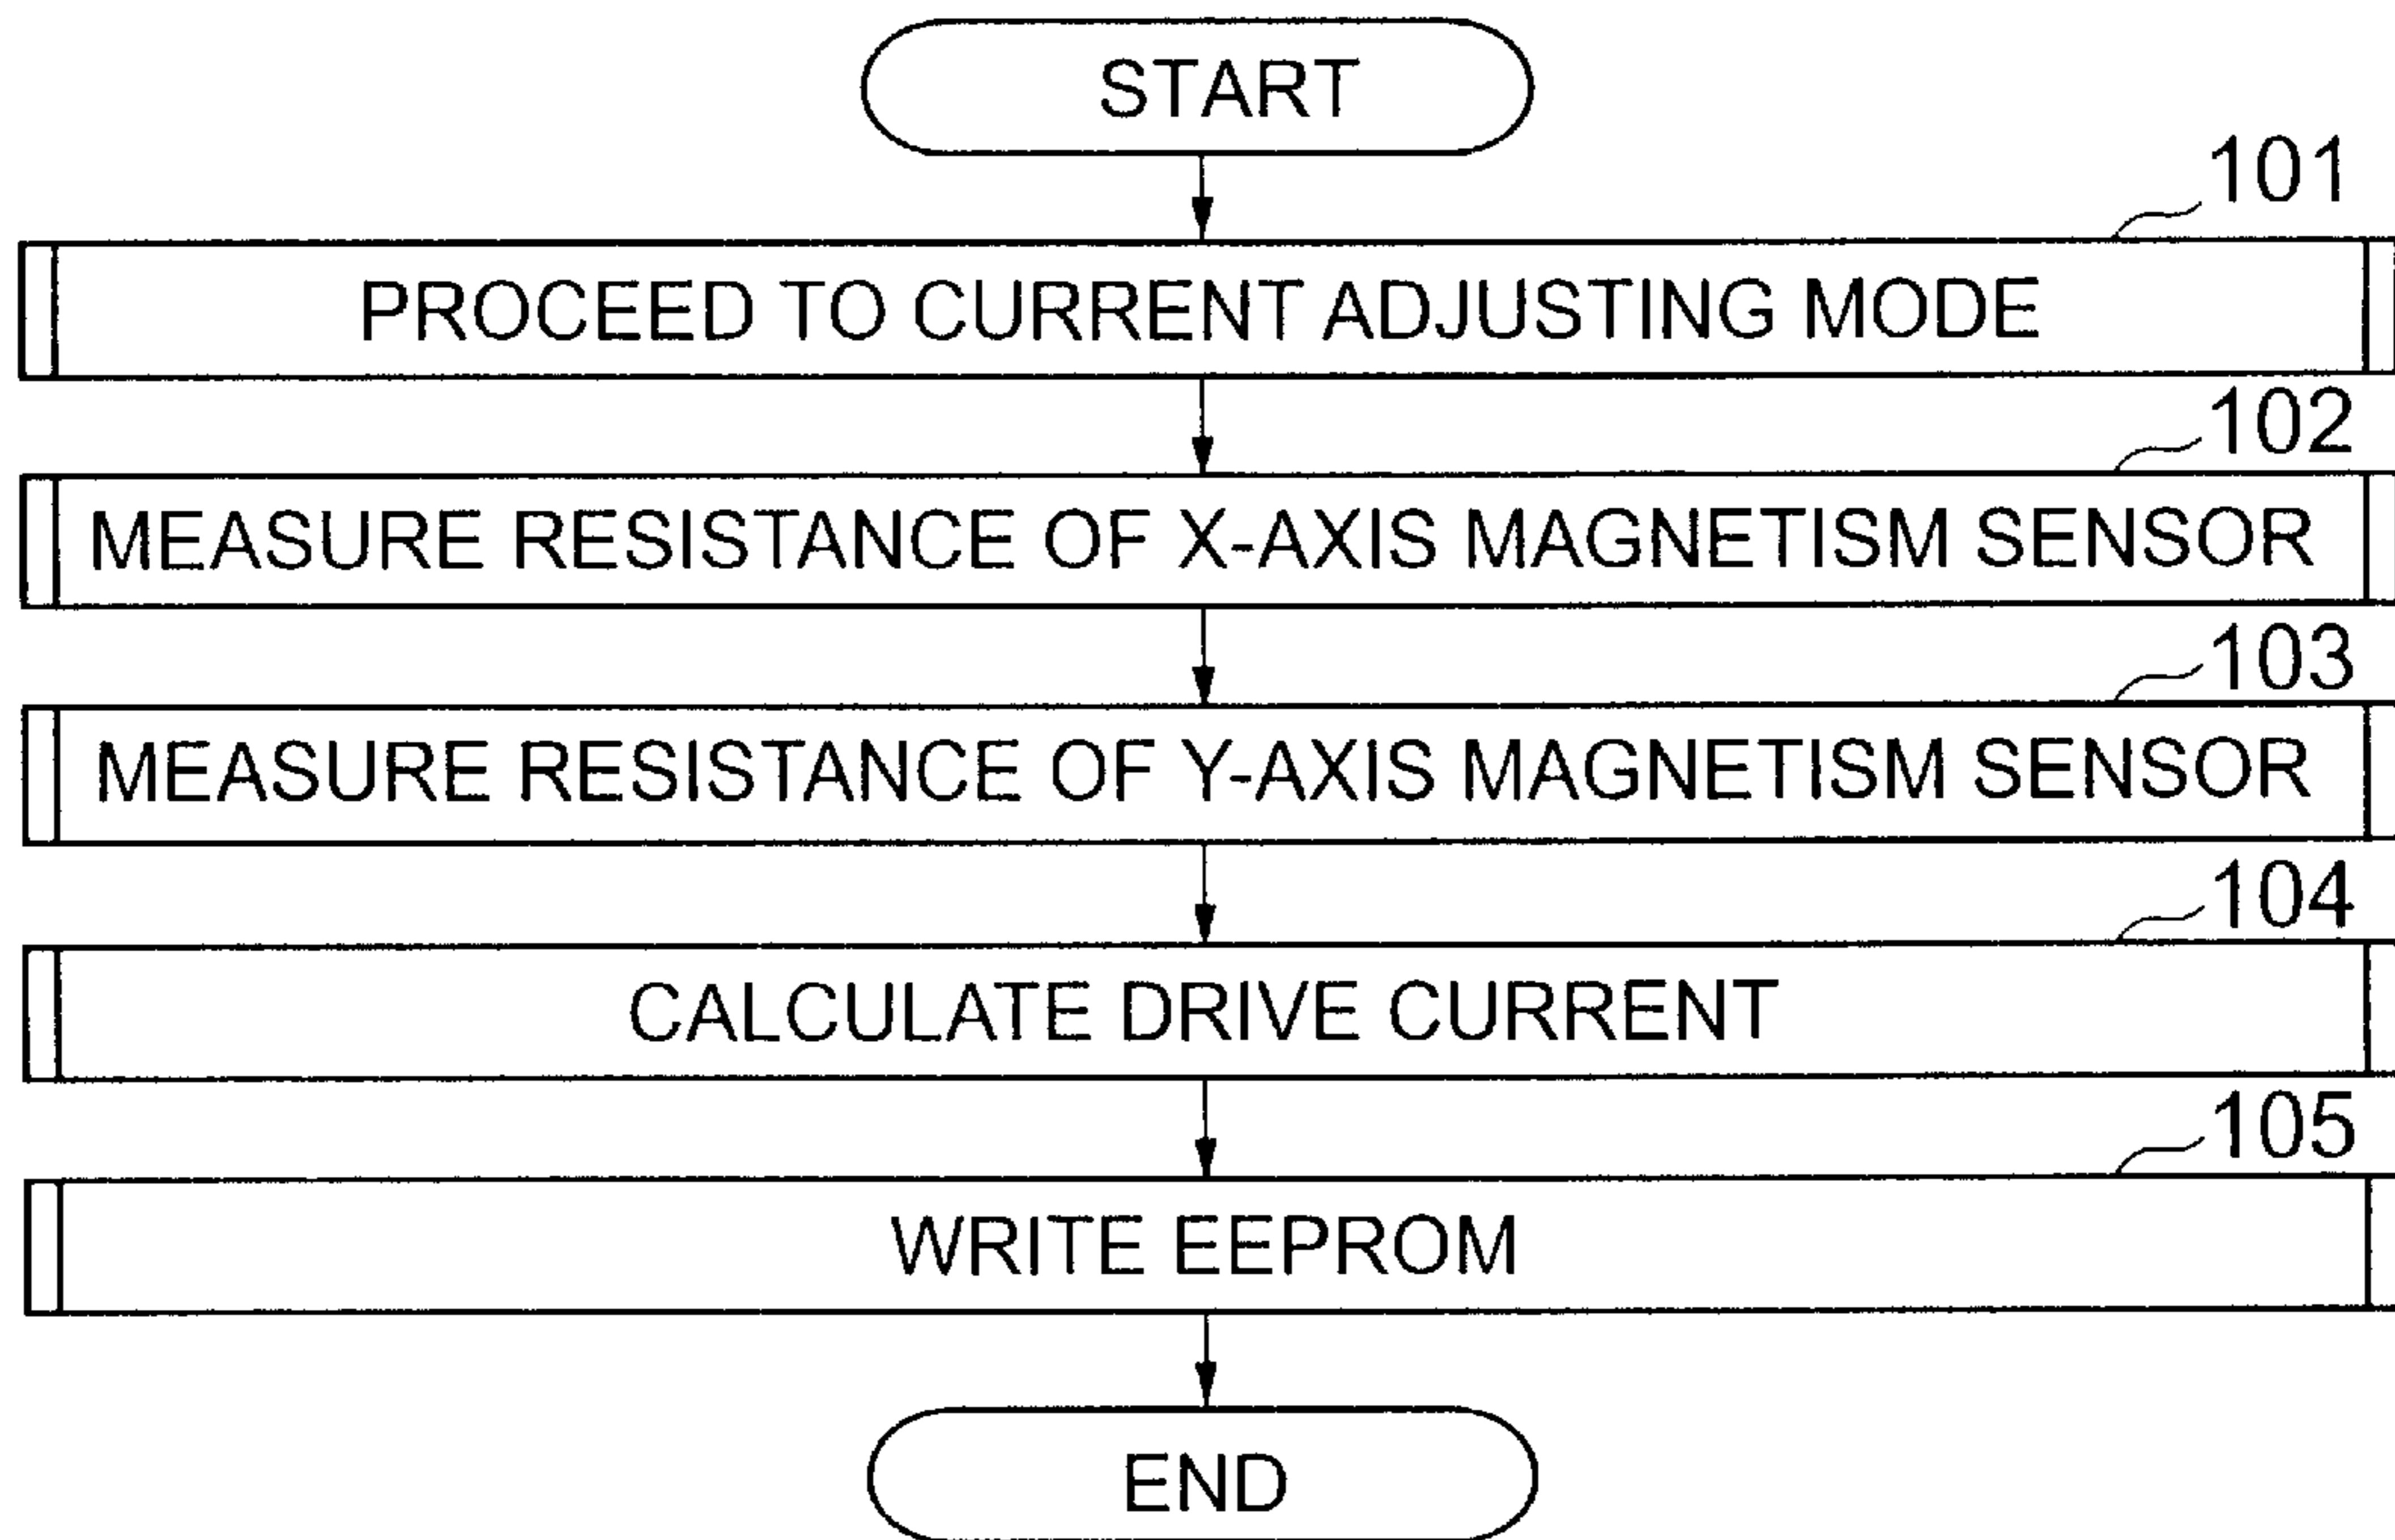 START
101
PROCEED TO CURRENT ADJUSTING MODE
102
MEASURE RESISTANCE OF X-AXIS MAGNETISM SENSOR
103
MEASURE RESISTANCE OF Y-AXIS MAGNETISM SENSOR
104
CALCULATE DRIVE CURRENT
105
WRITE EEPROM
END